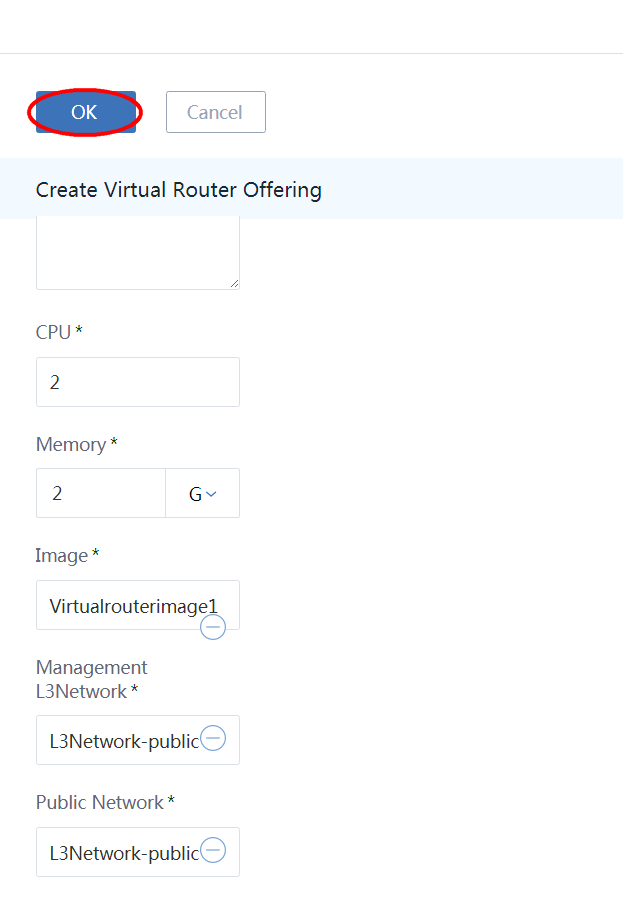 OK
Cancel
Create Virtual Router Offering
CPU *
2
Memory *
2
G
Image *
Virtualrouterimage1
Management
L3Network *
L3Network-public
Public Network *
L3Network-public